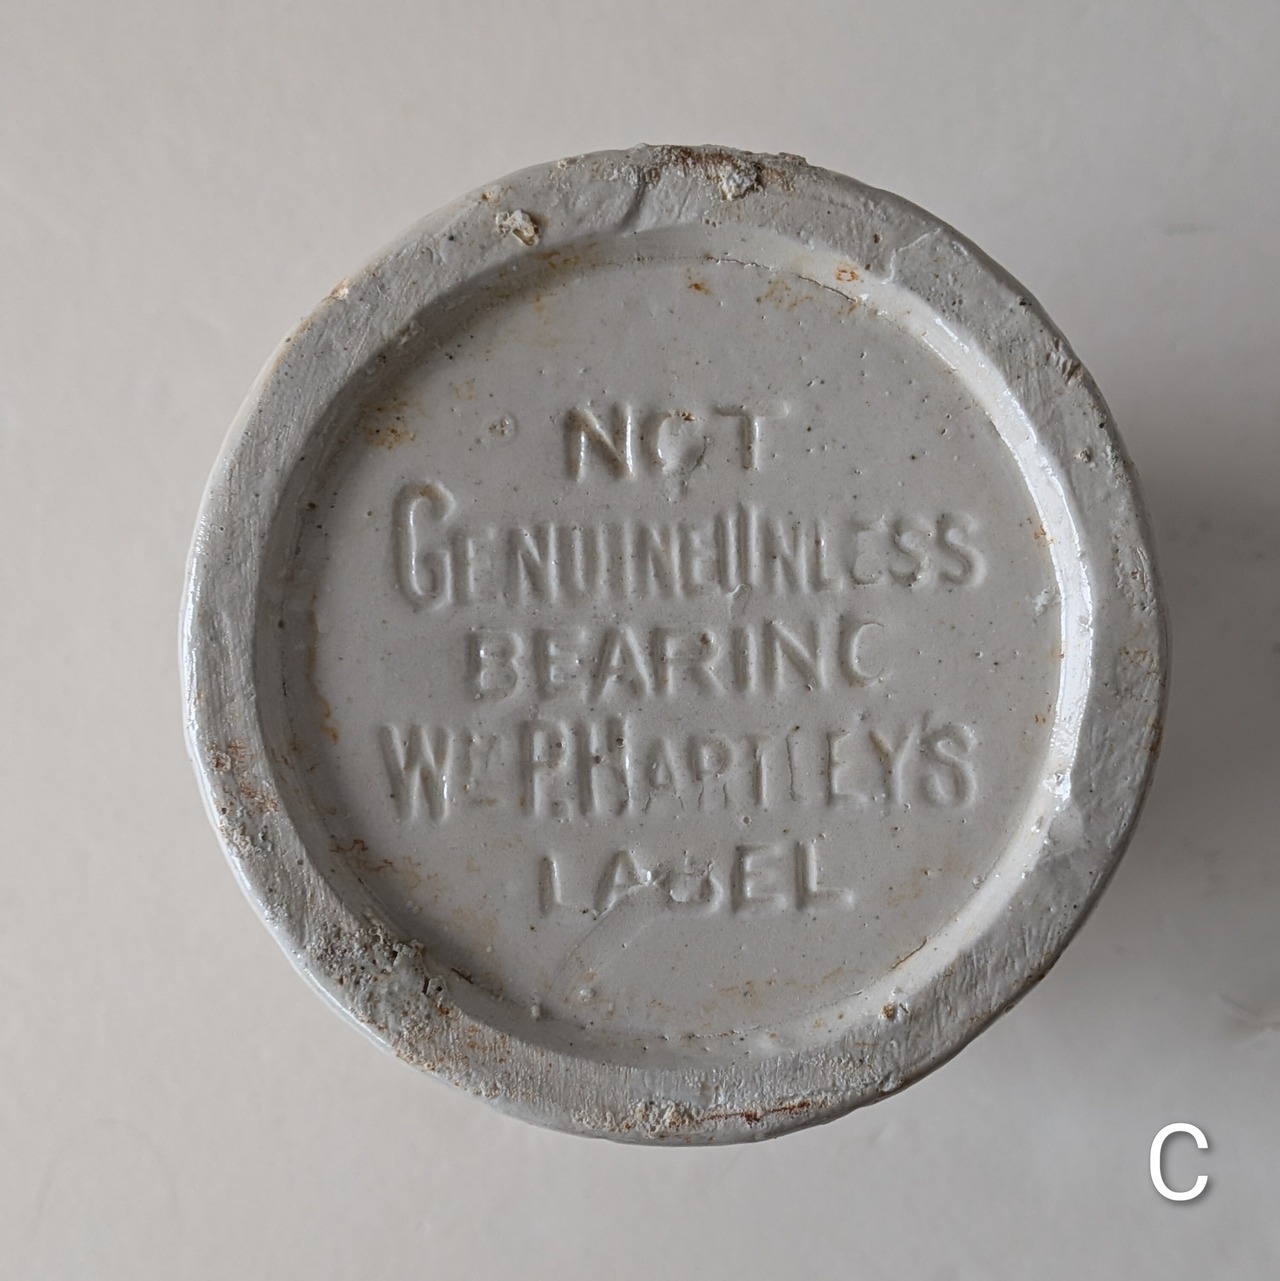 NOT
GENUINE UNLESS
BEARING
WM P. HARTLEY'S
LABEL
C